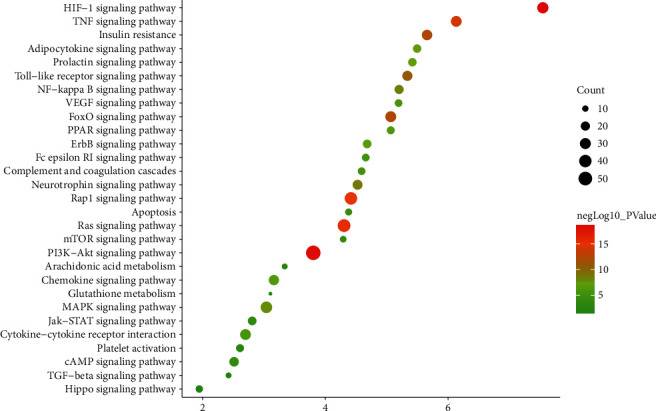 HIF−1 signaling pathway
TNF signaling pathway
Insulin resistance
Adipocytokine signaling pathway
Prolactin signaling pathway
Toll−like receptor signaling pathway
NF−kappa B signaling pathway
VEGF signaling pathway
FoxO signaling pathway
PPAR signaling pathway
ErbB signaling pathway
Fc epsilon RI signaling pathway
Complement and coagulation cascades
Neurotrophin signaling pathway
Rap1 signaling pathway
Apoptosis
Ras signaling pathway
mTOR signaling pathway
PI3K−Akt signaling pathway
Arachidonic acid metabolism
Chemokine signaling pathway
Glutathione metabolism
MAPK signaling pathway
Jak−STAT signaling pathway
Cytokine−cytokine receptor interaction
Platelet activation
cAMP signaling pathway
TGF−beta signaling pathway
Hippo signaling pathway
2 4 6
Count
10
20
30
40
50
negLog10_PValue
15
10
5